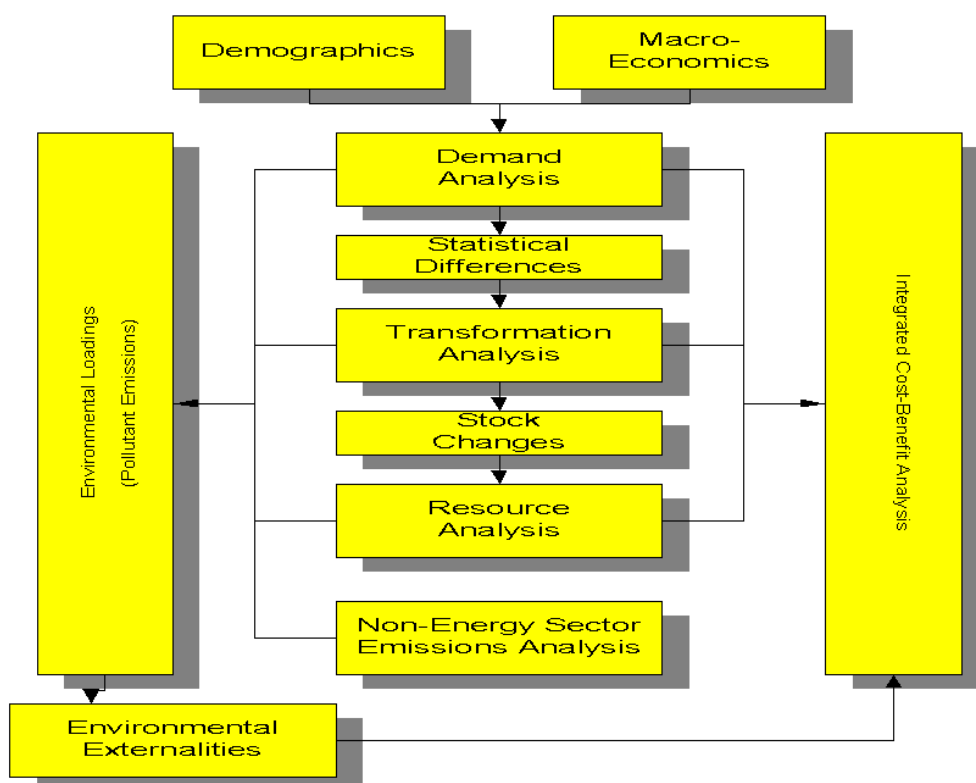 Demographics
Macro-
Economics
Demand
Analysis
Statistical
Differences
Transformation
Analysis
Stock
Changes
Resource
Analysis
Non-Energy Sector
Emissions Analysis
Environmental Loadings
(Pollutant Emissions)
Integrated Cost-Benefit Analysis
Environmental
Externalities